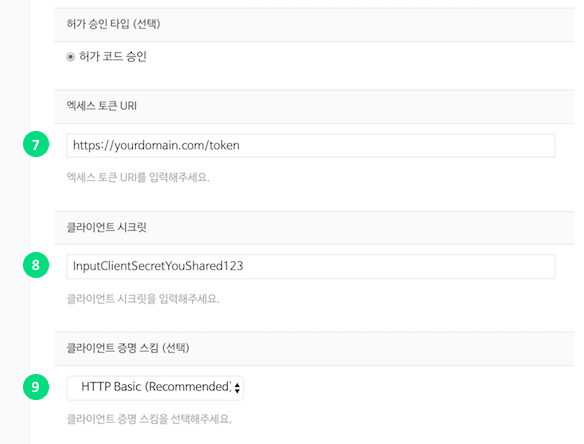 허가 승인 타입 (선택)
허가 코드 승인
엑세스 토큰 URI
7
https://yourdomain.com/token
엑세스 토큰 URI를 입력해주세요.
클라이언트 시크릿
8
InputClientSecretYouShared123
클라이언트 시크릿을 입력해주세요.
클라이언트 증명 스킴 (선택)
9
HTTP Basic (Recommended)
클라이언트 증명 스킴을 선택해주세요.